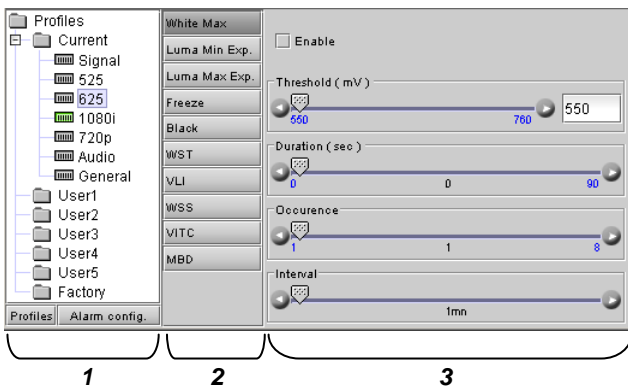 Profiles
Current
Signal
525
625
1080i
720p
Audio
General
User1
User2
User3
User4
User5
Factory
Profiles
Alarm config.
White Max
Luma Min Exp.
Luma Max Exp.
Freeze
Black
WST
VLI
WSS
VITC
MBD
Enable
Threshold ( mV )
550 760 550
Duration ( sec )
0 0 90
Occurence
1 1 8
Interval
1mn
1 2 3